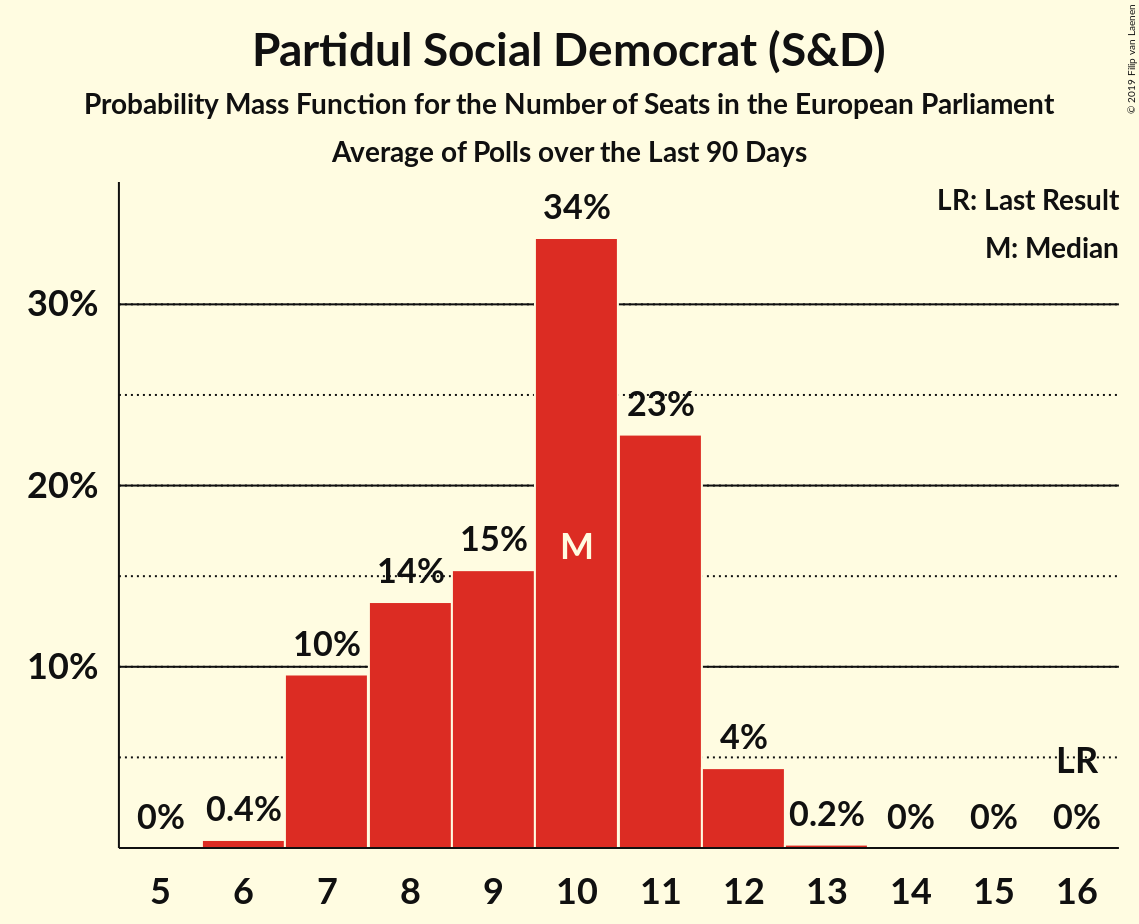 Partidul Social Democrat (S&D)
Probability Mass Function for the Number of Seats in the European Parliament
Average of Polls over the Last 90 Days
© 2019 Filip van Laenen
LR: Last Result
M: Median
34%
30%
23%
20%
M
15%
14%
10%
10%
4%
LR
0%
0.4%
0.2%
0%
0%
0%
5 6 7 8 9 10 11 12 13 14 15 16